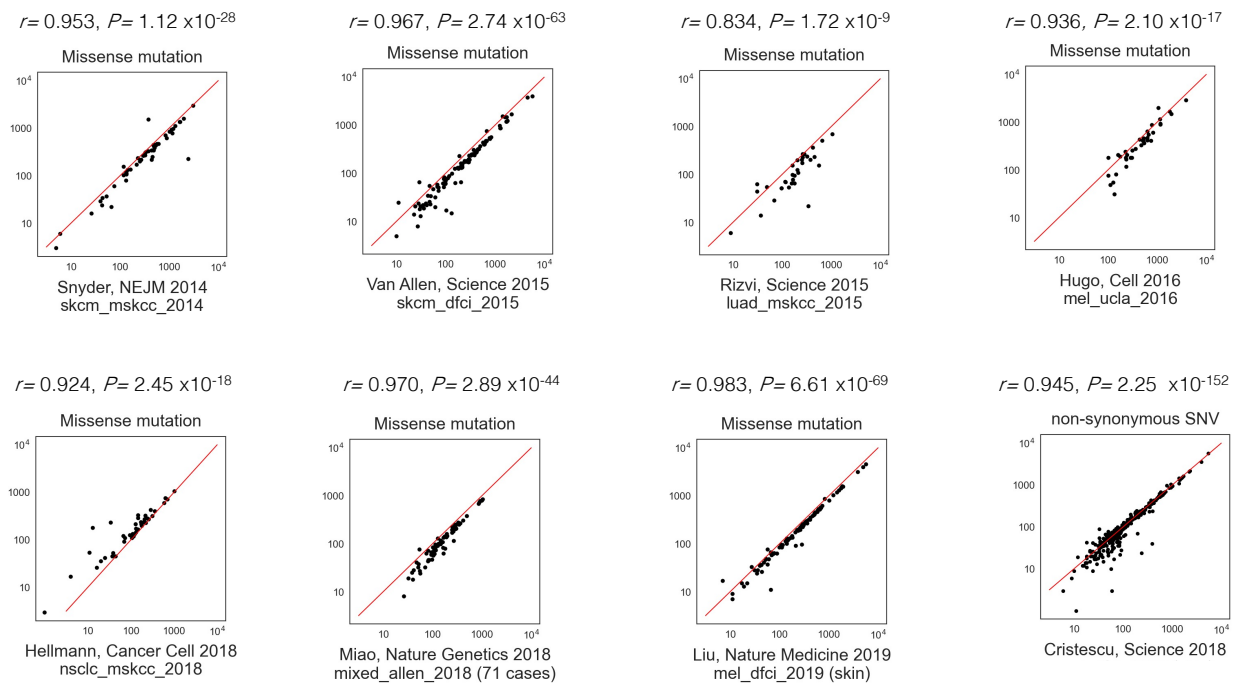 r= 0.953, P= 1.12 x10-28
Missense mutation
10⁴
1000
100
10
10 100 1000 10⁴
Snyder, NEJM 2014
skcm_mskcc_2014
r= 0.967, P= 2.74 x10-63
Missense mutation
10⁴
1000
100
10
10 100 1000 10⁴
Van Allen, Science 2015
skcm_dfci_2015
r= 0.834, P= 1.72 x10-9
Missense mutation
10⁴
1000
100
10
10 100 1000 10⁴
Rizvi, Science 2015
luad_mskcc_2015
r= 0.936, P= 2.10 x10-17
Missense mutation
10⁴
1000
100
10
10 100 1000 10⁴
Hugo, Cell 2016
mel_ucla_2016
r= 0.924, P= 2.45 x10-18
Missense mutation
10⁴
1000
100
10
10 100 1000 10⁴
Hellmann, Cancer Cell 2018
nsclc_mskcc_2018
r= 0.970, P= 2.89 x10-44
Missense mutation
10⁴
1000
100
10
10 100 1000 10⁴
Miao, Nature Genetics 2018
mixed_allen_2018 (71 cases)
r= 0.983, P= 6.61 x10-69
Missense mutation
10⁴
1000
100
10
10 100 1000 10⁴
Liu, Nature Medicine 2019
mel_dfci_2019 (skin)
r= 0.945, P= 2.25 x10-152
non-synonymous SNV
10⁴
1000
100
10
10 100 1000 10⁴
Cristescu, Science 2018